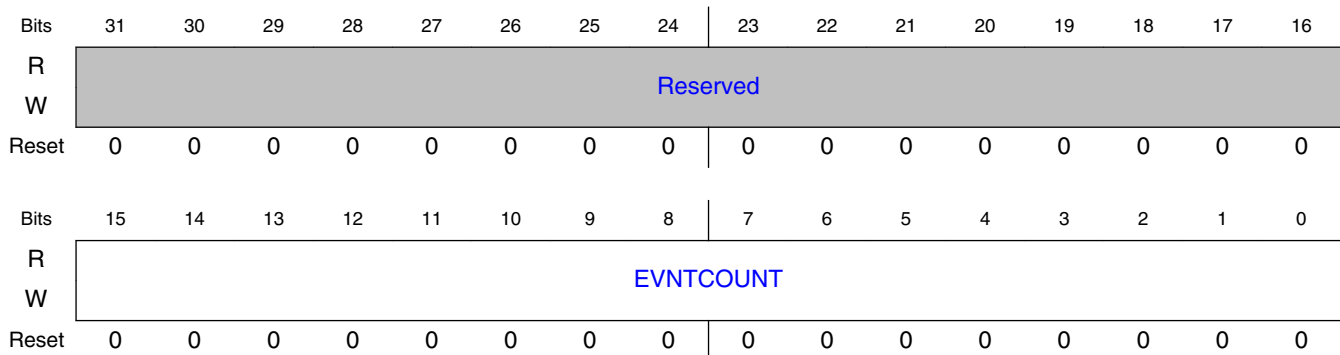 Bits 31 30 29 28 27 26 25 24 23 22 21 20 19 18 17 16
R
Reserved
W
Reset 0 0 0 0 0 0 0 0 0 0 0 0 0 0 0 0
Bits 15 14 13 12 11 10 9 8 7 6 5 4 3 2 1 0
R
EVNTCOUNT
W
Reset 0 0 0 0 0 0 0 0 0 0 0 0 0 0 0 0